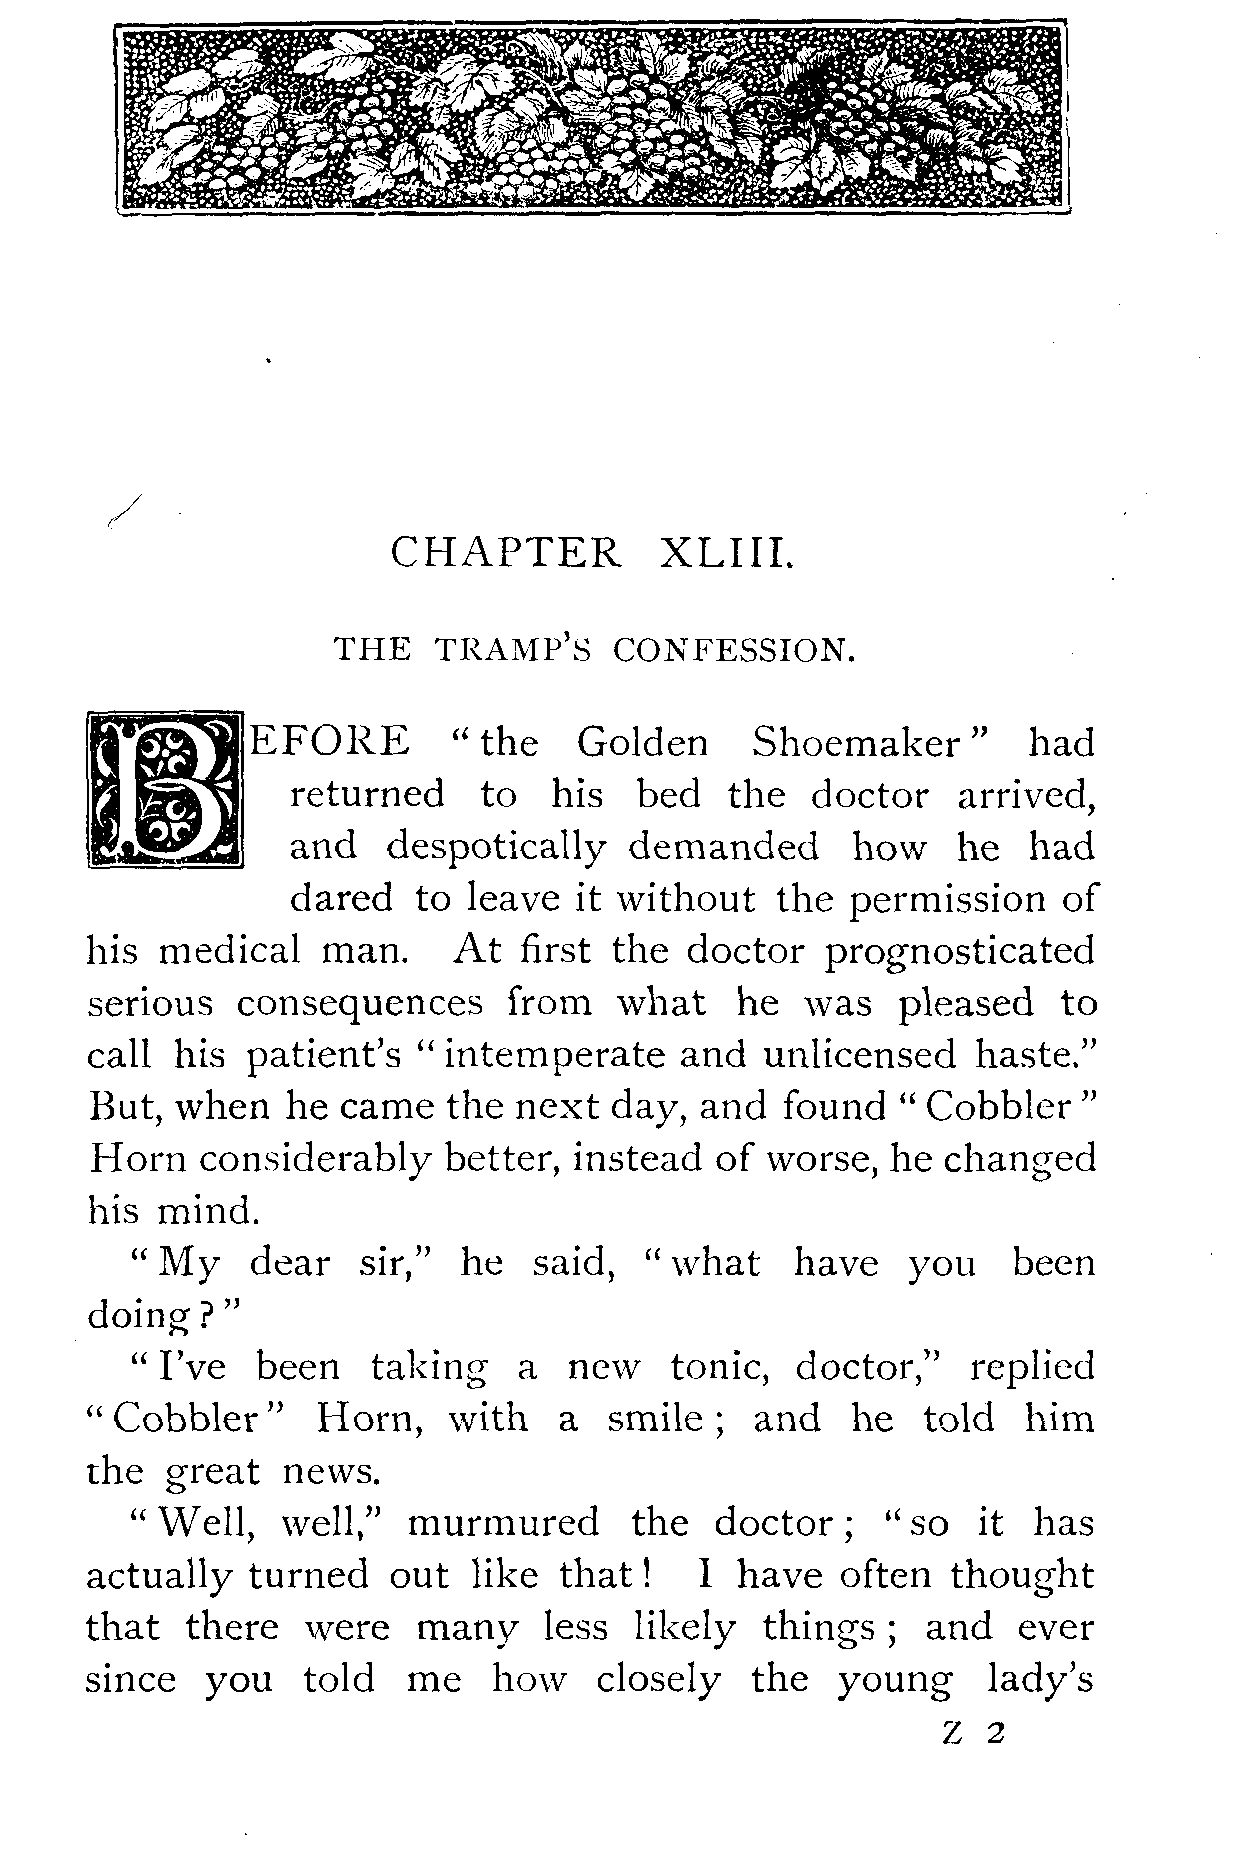 CHAPTER XLIII.
THE TRAMP'S CONFESSION.
BEFORE “ the Golden Shoemaker ” had
returned to his bed the doctor arrived,
and despotically demanded how he had
dared to leave it without the permission of
his medical man. At first the doctor prognosticated
serious consequences from what he was pleased to
call his patient's “ intemperate and unlicensed haste.”
But, when he came the next day, and found “ Cobbler ”
Horn considerably better, instead of worse, he changed
his mind.
“ My dear sir,” he said, “ what have you been
doing ? ”
“ I've been taking a new tonic, doctor,” replied
“ Cobbler ” Horn, with a smile ; and he told him
the great news.
“ Well, well,” murmured the doctor ; “ so it has
actually turned out like that ! I have often thought
that there were many less likely things ; and ever
since you told me how closely the young lady's
Z 2